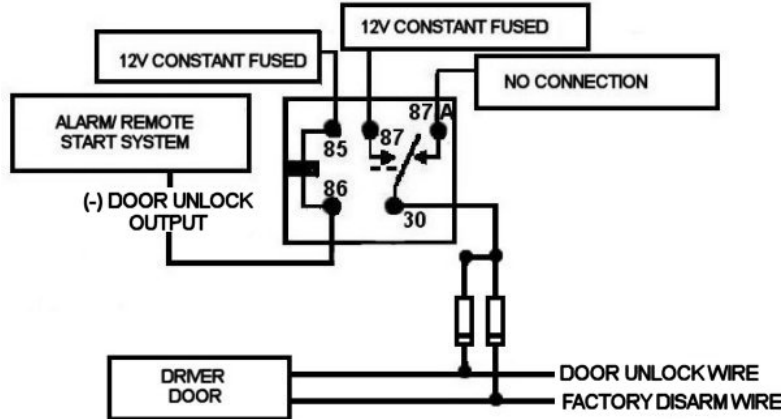 12V CONSTANT FUSED
12V CONSTANT FUSED
NO CONNECTION
ALARM/ REMOTE
START SYSTEM
85
87
87 A
86
30
(-) DOOR UNLOCK
OUTPUT
DRIVER
DOOR
DOOR UNLOCK WIRE
FACTORY DISARM WIRE